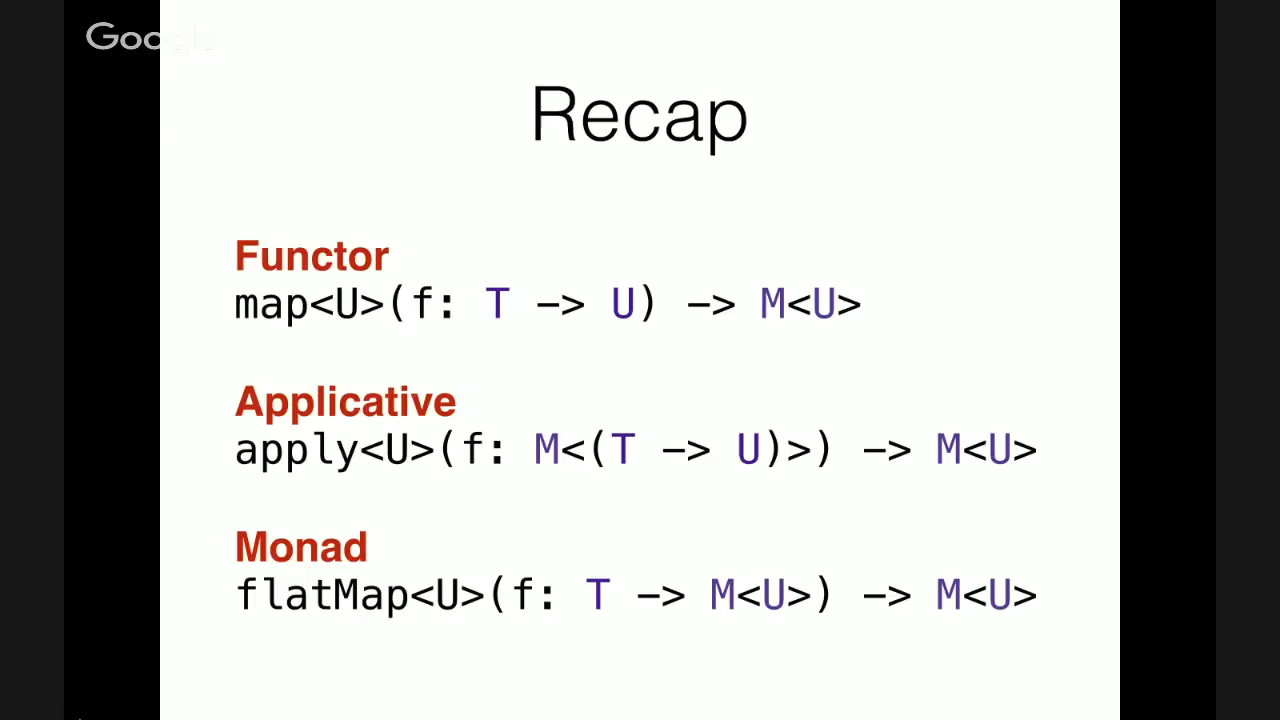 Google
Recap
Functor
map<U>(f: T -> U) -> M<U>
Applicative
apply<U>(f: M<(T -> U)>) -> M<U>
Monad
flatMap<U>(f: T -> M<U>) -> M<U>